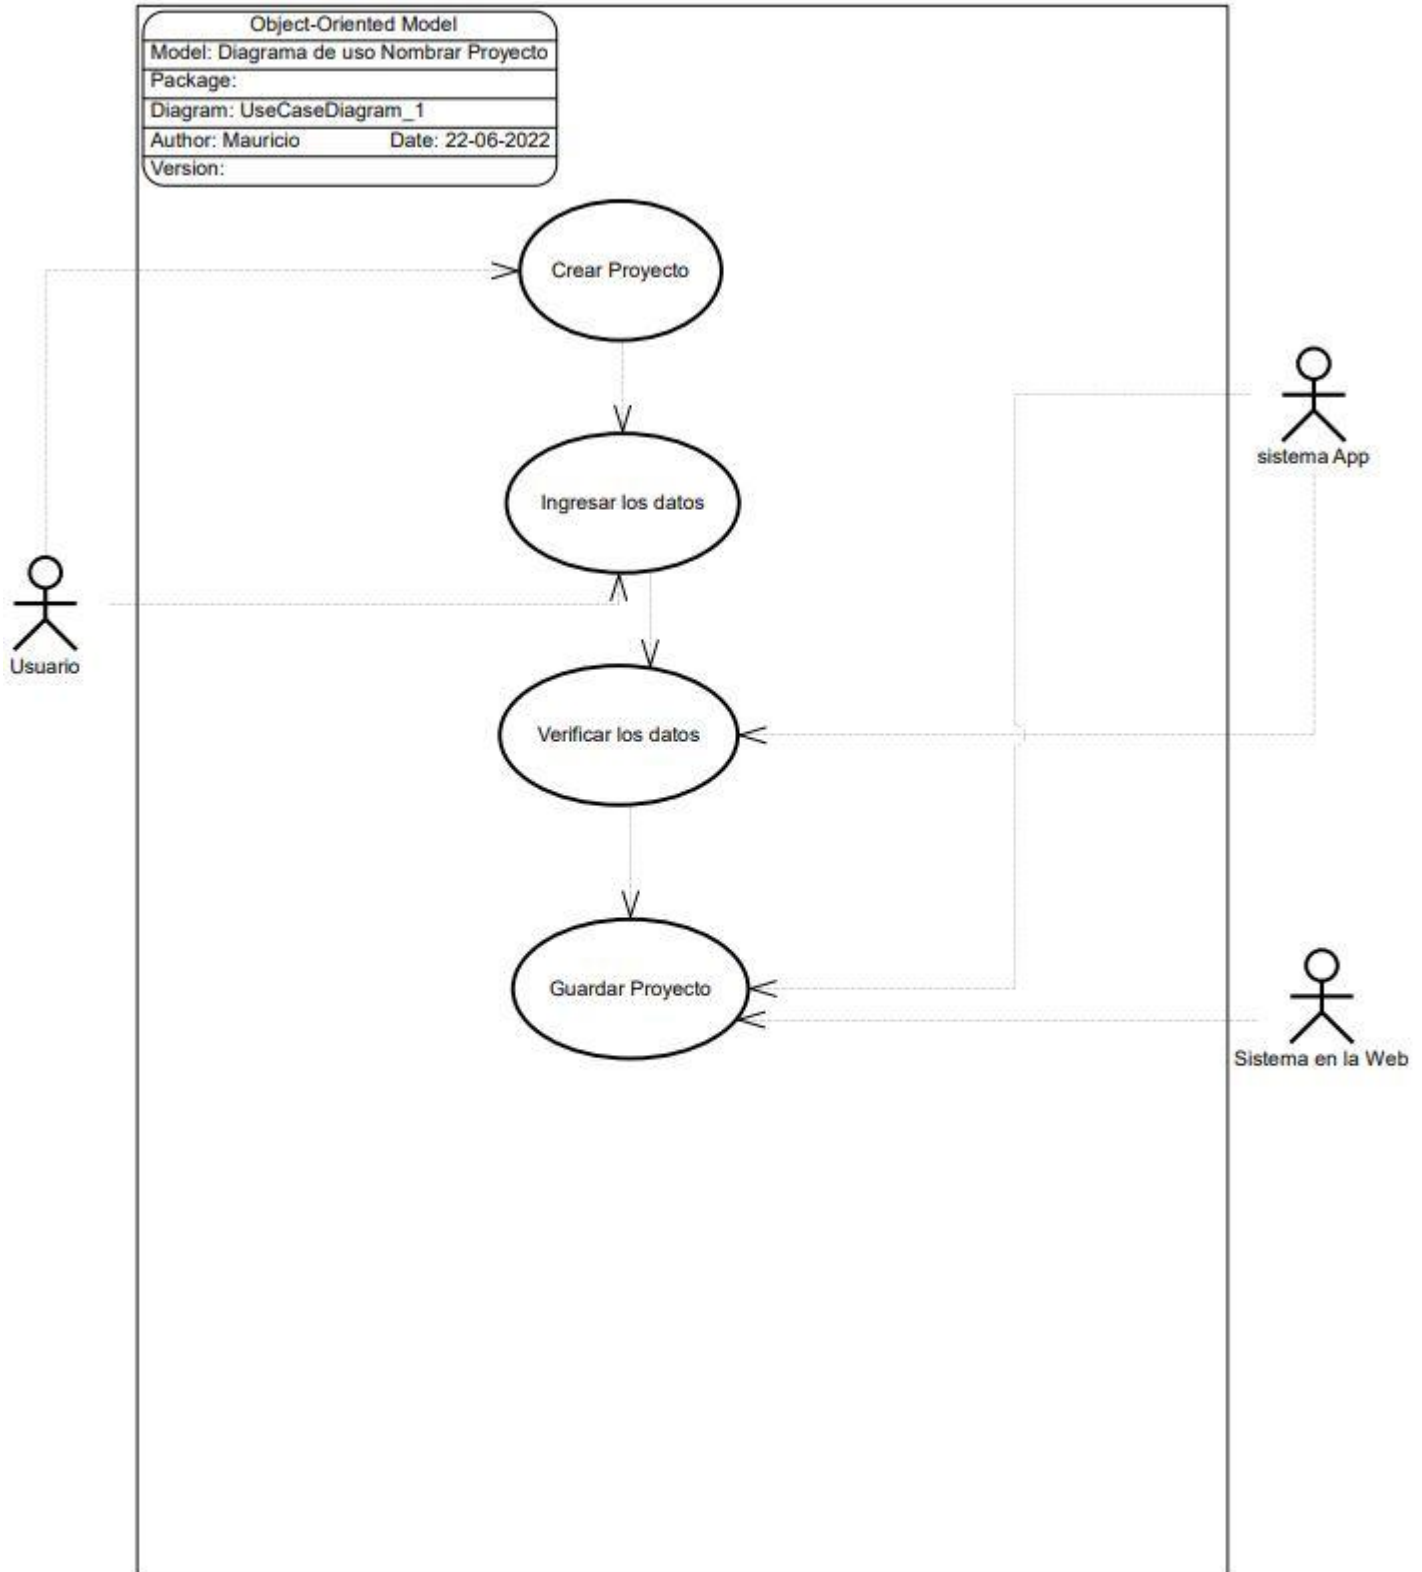 Object-Oriented Model
Model: Diagrama de uso Nombrar Proyecto
Package:
Diagram: UseCaseDiagram_1
Author: Mauricio Date: 22-06-2022
Version:
Crear Proyecto
sistema App
Ingresar los datos
Usuario
Verificar los datos
Guardar Proyecto
Sistema en la Web